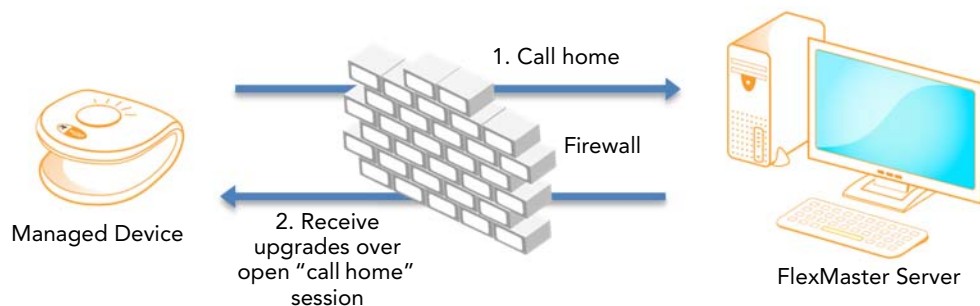 1. Call home
Firewall
Managed Device
2. Receive
upgrades over
open “call home”
session
FlexMaster Server